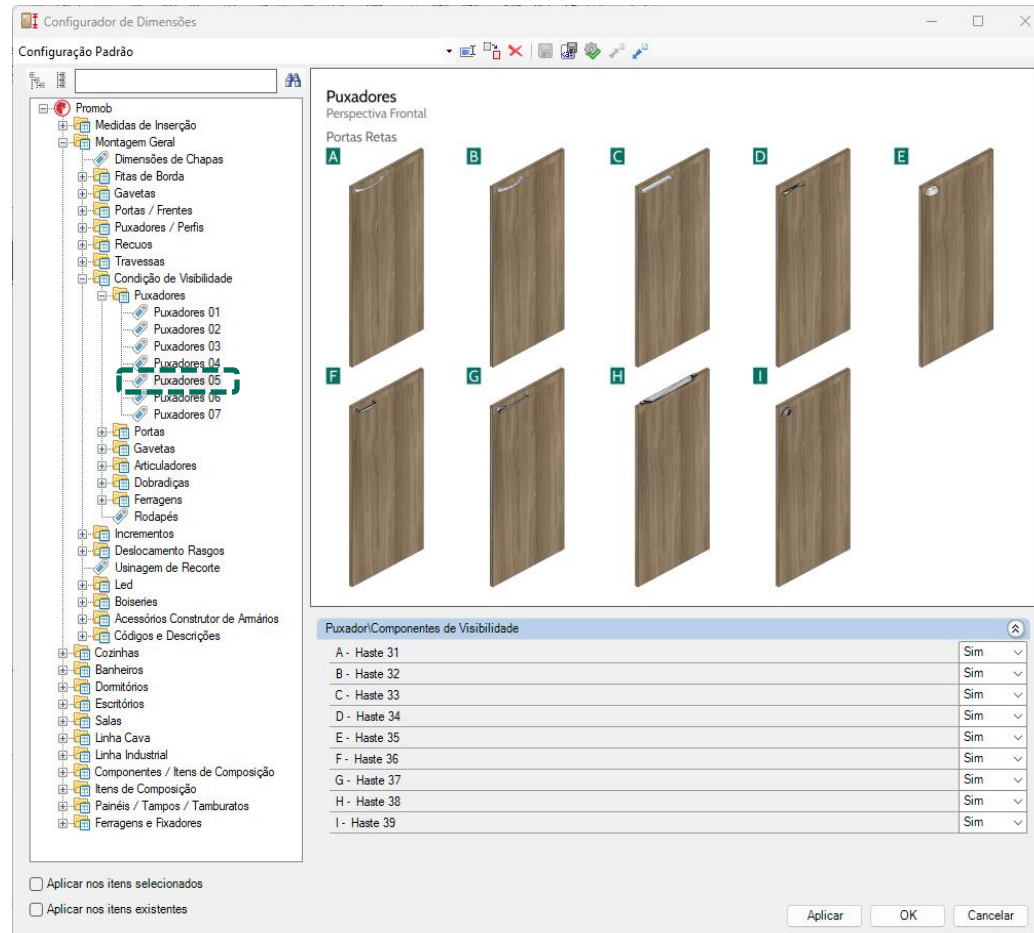 Configurador de Dimensões
Configuração Padrão
Promob
Medidas de Inserção
Montagem Geral
Dimensões de Chapas
Fitas de Borda
Gavetas
Portas / Frentes
Puxadores / Perfis
Recuos
Travessas
Condição de Visibilidade
Puxadores
Puxadores 01
Puxadores 02
Puxadores 03
Puxadores 04
Puxadores 05
Puxadores 06
Puxadores 07
Portas
Gavetas
Articuladores
Dobradiças
Ferragens
Rodapés
Incrementos
Deslocamento Rasgos
Usinagem de Recorte
Led
Boiseries
Acessórios Construtor de Armários
Códigos e Descrições
Cozinhas
Banheiros
Dormitórios
Escritórios
Salas
Linha Cava
Linha Industrial
Componentes / Itens de Composição
Itens de Composição
Painéis / Tampos / Tamburatos
Ferragens e Fixadores
Puxadores
Perspectiva Frontal
Portas Retas
A B C D E
F G H I
Puxador\Componentes de Visibilidade
A - Haste 31 Sim
B - Haste 32 Sim
C - Haste 33 Sim
D - Haste 34 Sim
E - Haste 35 Sim
F - Haste 36 Sim
G - Haste 37 Sim
H - Haste 38 Sim
I - Haste 39 Sim
Aplicar nos itens selecionados
Aplicar nos itens existentes
Aplicar OK Cancelar